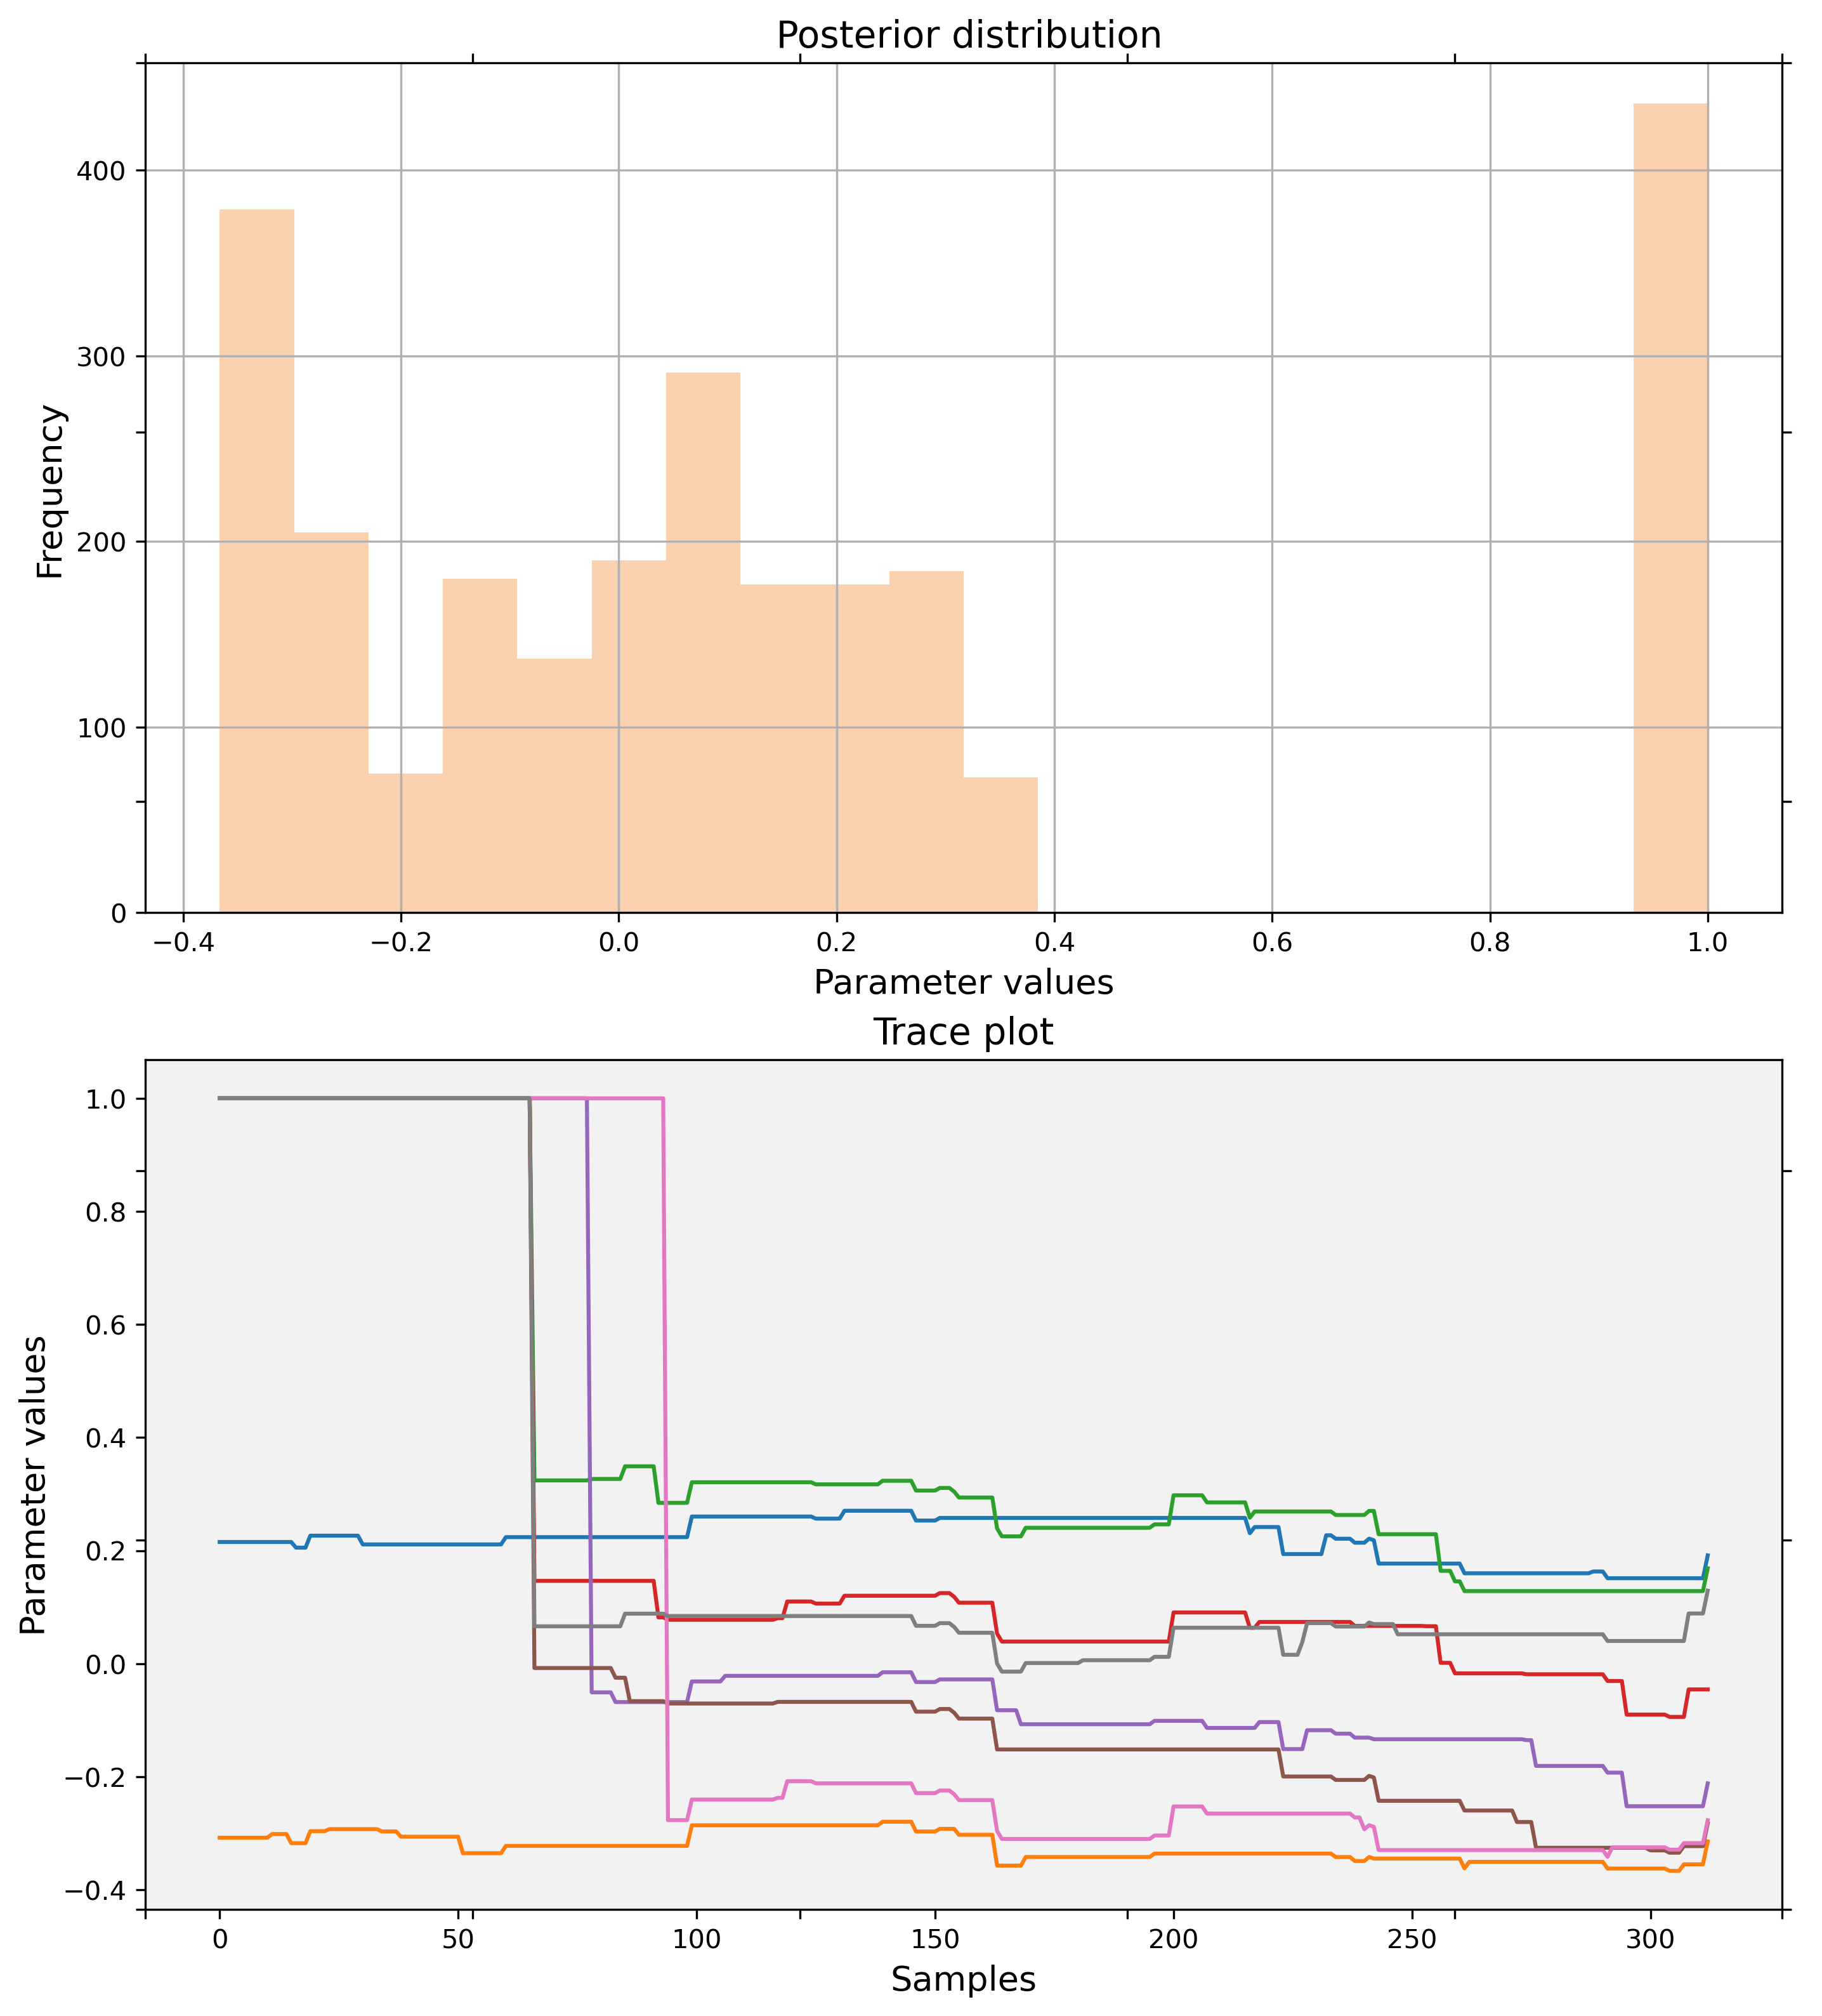 Posterior distribution
Frequency
400
300
200
100
0
−0.4 −0.2 0.0 0.2 0.4 0.6 0.8 1.0
Parameter values
Trace plot
Parameter values
1.0
0.8
0.6
0.4
0.2
0.0
−0.2
−0.4
0 50 100 150 200 250 300
Samples